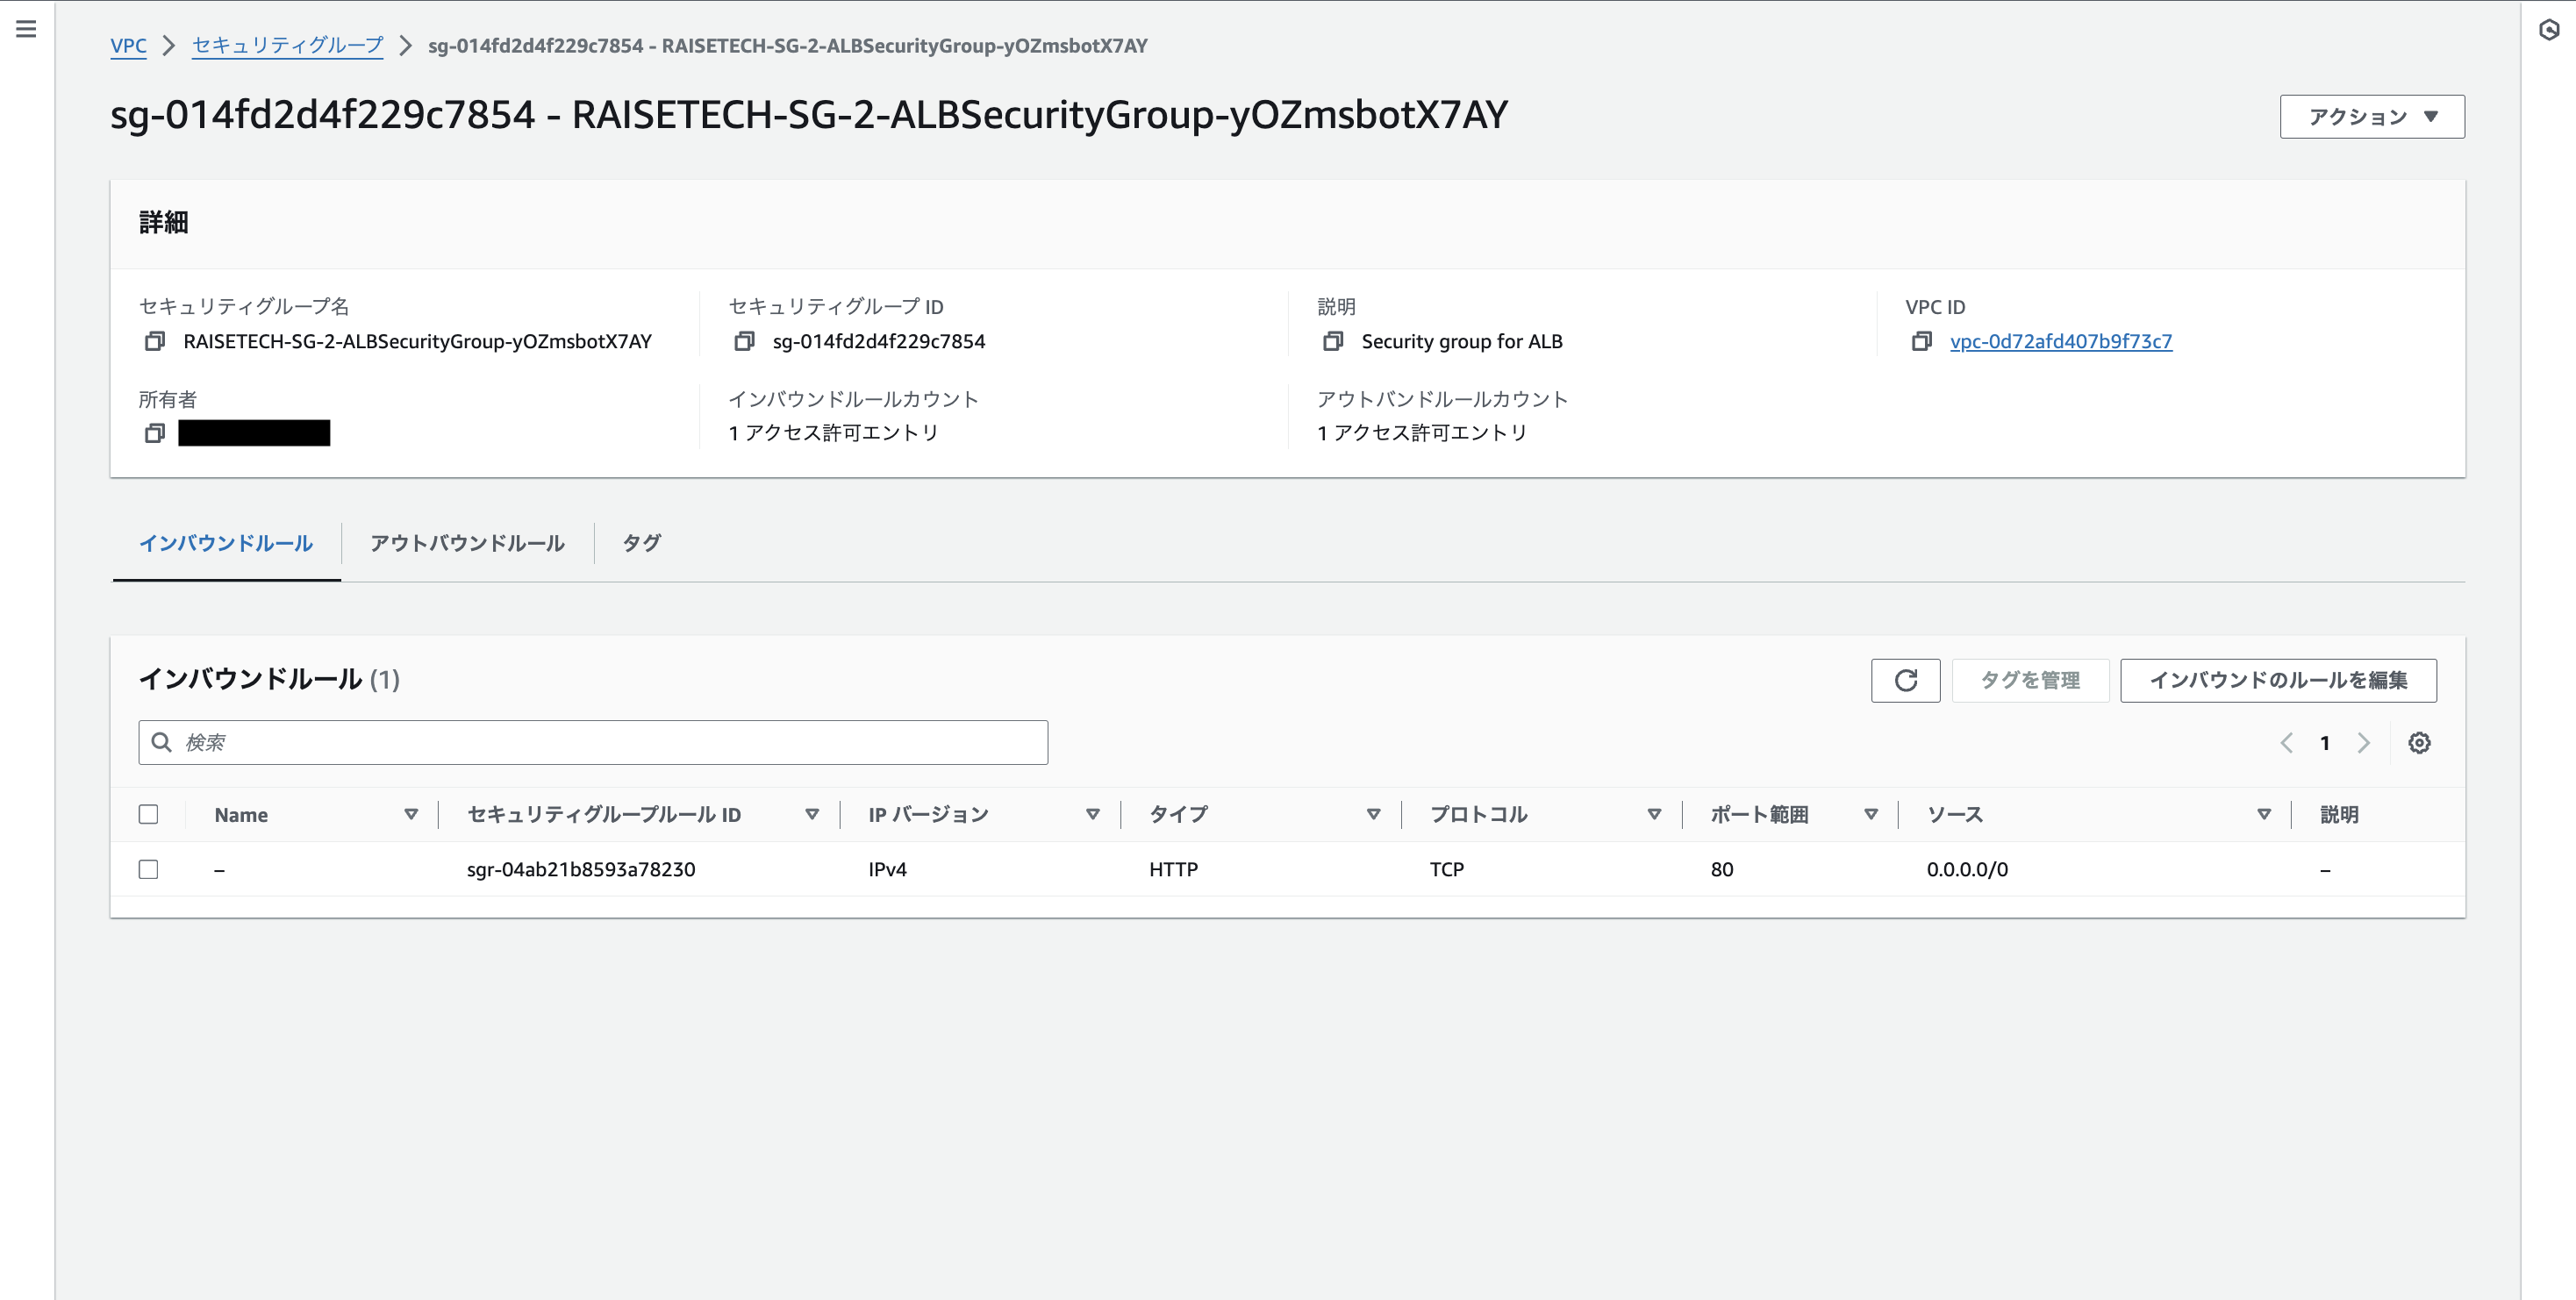 VPC > セキュリティグループ > sg-014fd2d4f229c7854 - RAISETECH-SG-2-ALBSecurityGroup-yOZmsbotX7AY
sg-014fd2d4f229c7854 - RAISETECH-SG-2-ALBSecurityGroup-yOZmsbotX7AY
アクション
詳細
セキュリティグループ名 セキュリティグループ ID 説明 VPC ID
RAISETECH-SG-2-ALBSecurityGroup-yOZmsbotX7AY sg-014fd2d4f229c7854 Security group for ALB vpc-0d72afd407b9f73c7
所有者 インバウンドルールカウント アウトバンドルールカウント
1 アクセス許可エントリ 1 アクセス許可エントリ
インバウンドルール アウトバウンドルール タグ
インバウンドルール (1) タグを管理 インバウンドのルールを編集
検索 1
Name セキュリティグループルール ID IP バージョン タイプ プロトコル ポート範囲 ソース 説明
– sgr-04ab21b8593a78230 IPv4 HTTP TCP 80 0.0.0.0/0 –